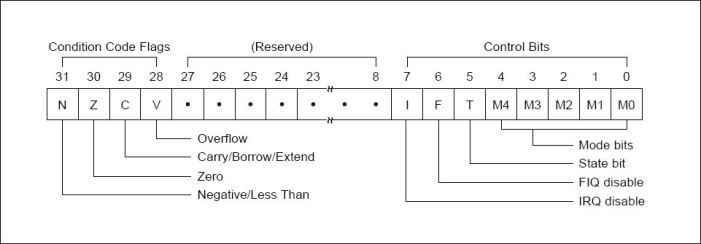 Condition Code Flags (Reserved) Control Bits
31 30 29 28 27 26 25 24 23 8 7 6 5 4 3 2 1 0
N Z C V • • • • • • • I F T M4 M3 M2 M1 M0
Overflow
Carry/Borrow/Extend
Zero
Negative/Less Than
Mode bits
State bit
FIQ disable
IRQ disable